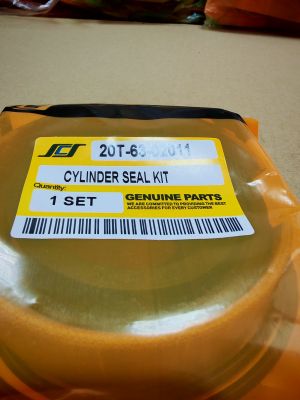 SCS 20T-63-02011
CYLINDER SEAL KIT
Quantity:
1 SET
GENUINE PARTS
WE ARE COMMITTED TO PROVIDING THE BEST
ACCESSORIES FOR EVERY CUSTOMER